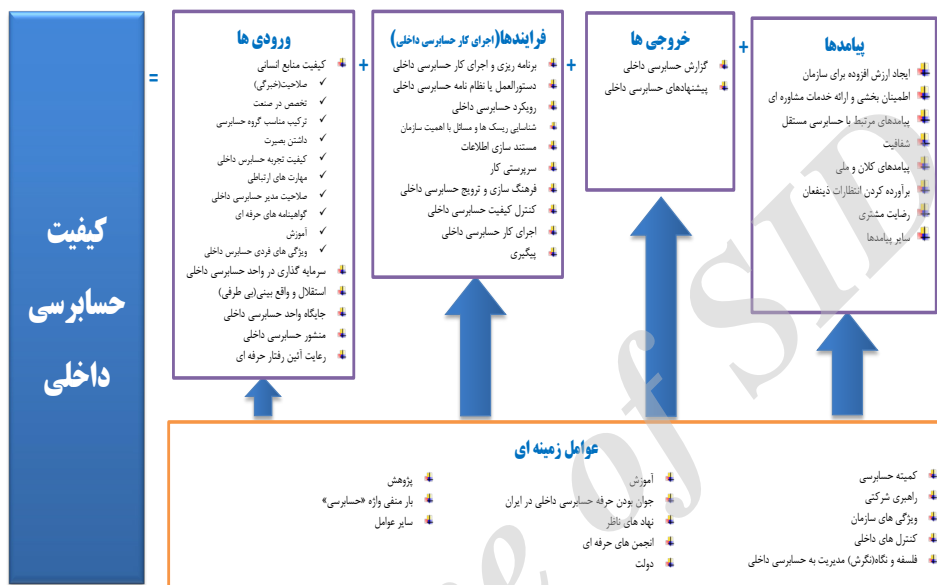 کیفیت
حسابرسی
داخلی
=
ورودی ها
کیفیت منابع انسانی
صلاحیت(خبرگی)
تخصص در صنعت
ترکیب مناسب گروه حسابرسی
داشتن بصیرت
کیفیت تجربه حسابرس داخلی
مهارت های ارتباطی
صلاحیت مدیر حسابرسی داخلی
گواهینامه های حرفه ای
آموزش
ویژگی های فردی حسابرس داخلی
سرمایه گذاری در واحد حسابرسی داخلی
استقلال و واقع بینی(بی طرفی)
جایگاه واحد حسابرسی داخلی
منشور حسابرسی داخلی
رعایت آئین رفتار حرفه ای
+
فرایندها(اجرای کار حسابرسی داخلی)
برنامه ریزی و اجرای کار حسابرسی داخلی
دستورالعمل یا نظام نامه حسابرسی داخلی
رویکرد حسابرسی داخلی
شناسایی ریسک ها و مسائل با اهمیت سازمان
مستند سازی اطلاعات
سرپرستی کار
فرهنگ سازی و ترویج حسابرسی داخلی
کنترل کیفیت حسابرسی داخلی
اجرای کار حسابرسی داخلی
پیگیری
+
خروجی ها
گزارش حسابرسی داخلی
پیشنهادهای حسابرسی داخلی
+
پیامدها
ایجاد ارزش افزوده برای سازمان
اطمینان بخشی و ارائه خدمات مشاوره ای
پیامدهای مرتبط با حسابرسی مستقل
شفافیت
پیامدهای کلان و ملی
برآورده کردن انتظارات ذینفعان
رضایت مشتری
سایر پیامدها
عوامل زمینه ای
کمیته حسابرسی
راهبری شرکتی
ویژگی های سازمان
کنترل های داخلی
فلسفه و نگاه(نگرش) مدیریت به حسابرسی داخلی
آموزش
جوان بودن حرفه حسابرسی داخلی در ایران
نهاد های ناظر
انجمن های حرفه ای
دولت
پژوهش
بار منفی واژه «حسابرسی»
سایر عوامل
e of SID